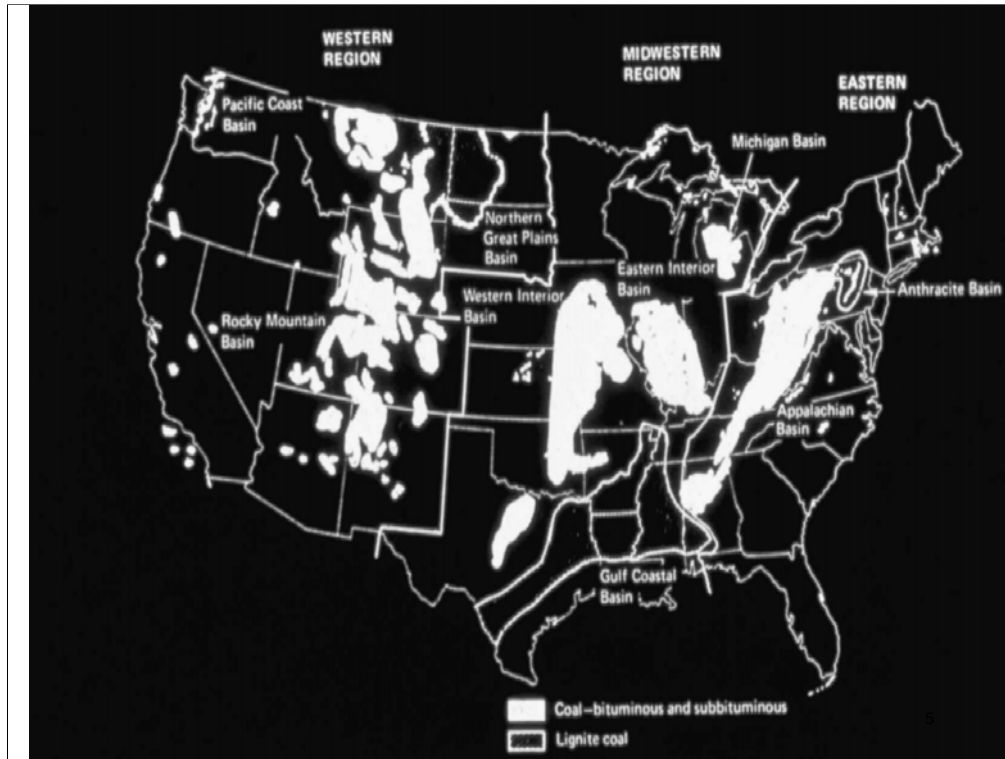 WESTERN
REGION
MIDWESTERN
REGION
EASTERN
REGION
Pacific Coast
Basin
Michigan Basin
Northern
Great Plains
Basin
Eastern Interior
Basin
Western Interior
Basin
Anthracite Basin
Rocky Mountain
Basin
Appalachian
Basin
Gulf Coastal
Basin
Coal-bituminous and subbituminous
Lignite coal
5